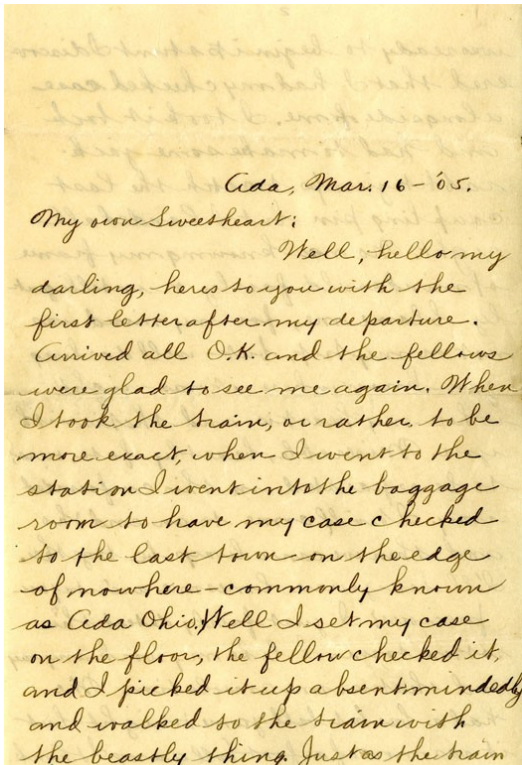 Ada, Mar. 16-'05.
My own Sweetheart:
Well, hello my
darling, heres to you with the
first letter after my departure.
Arrived all O.K. and the fellows
were glad to see me again. When
I took the train, or rather, to be
more exact, when I went to the
station I went into the baggage
room to have my case checked
to the last town on the edge
of nowhere - commonly known
as Ada Ohio. Well I set my case
on the floor, the fellow checked it,
and I picked it up absentmindedly
and walked to the train with
the beastly thing. Just as the train